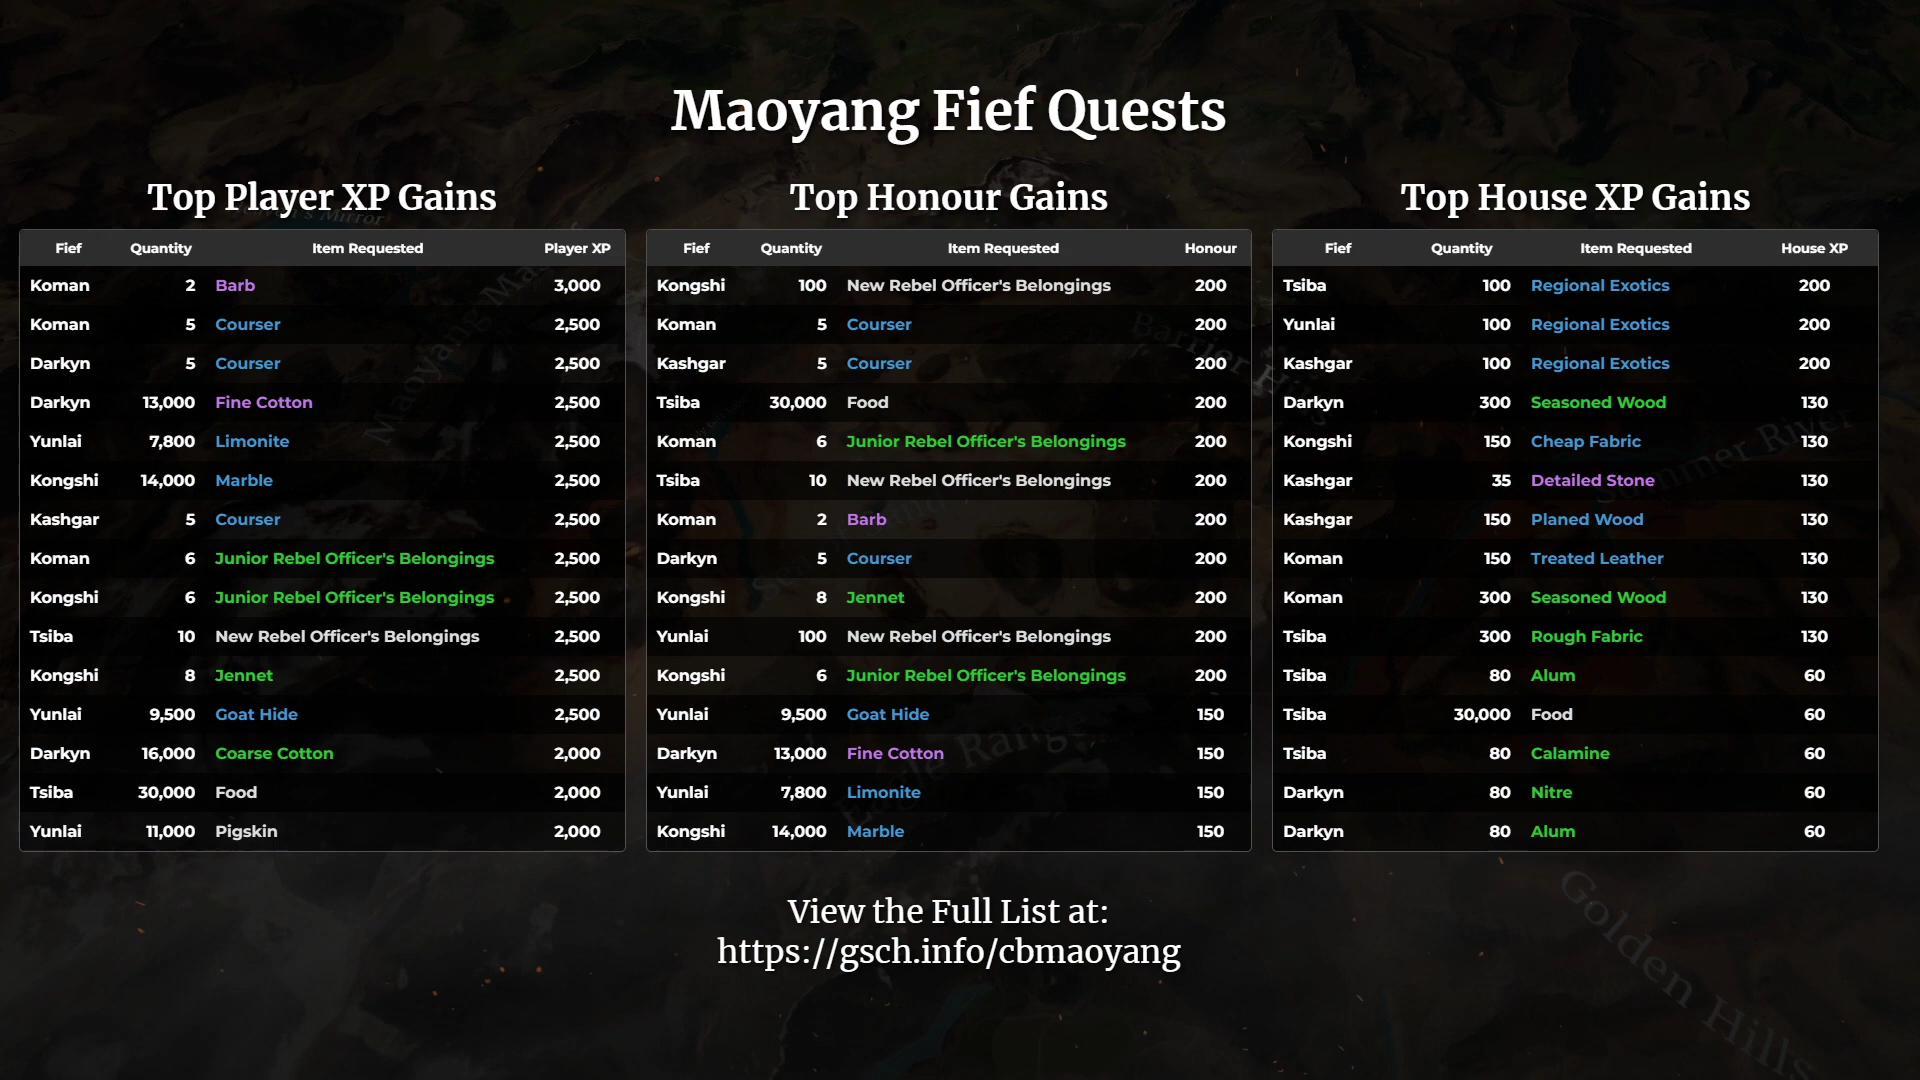 Maoyang Fief Quests
Top Player XP Gains
Fief Quantity Item Requested Player XP
Koman 2 Barb 3,000
Koman 5 Courser 2,500
Darkyn 5 Courser 2,500
Darkyn 13,000 Fine Cotton 2,500
Yunlai 7,800 Limonite 2,500
Kongshi 14,000 Marble 2,500
Kashgar 5 Courser 2,500
Koman 6 Junior Rebel Officer's Belongings 2,500
Kongshi 6 Junior Rebel Officer's Belongings 2,500
Tsiba 10 New Rebel Officer's Belongings 2,500
Kongshi 8 Jennet 2,500
Yunlai 9,500 Goat Hide 2,500
Darkyn 16,000 Coarse Cotton 2,000
Tsiba 30,000 Food 2,000
Yunlai 11,000 Pigskin 2,000
Top Honour Gains
Fief Quantity Item Requested Honour
Kongshi 100 New Rebel Officer's Belongings 200
Koman 5 Courser 200
Kashgar 5 Courser 200
Tsiba 30,000 Food 200
Koman 6 Junior Rebel Officer's Belongings 200
Tsiba 10 New Rebel Officer's Belongings 200
Koman 2 Barb 200
Darkyn 5 Courser 200
Kongshi 8 Jennet 200
Yunlai 100 New Rebel Officer's Belongings 200
Kongshi 6 Junior Rebel Officer's Belongings 200
Yunlai 9,500 Goat Hide 150
Darkyn 13,000 Fine Cotton 150
Yunlai 7,800 Limonite 150
Kongshi 14,000 Marble 150
Top House XP Gains
Fief Quantity Item Requested House XP
Tsiba 100 Regional Exotics 200
Yunlai 100 Regional Exotics 200
Kashgar 100 Regional Exotics 200
Darkyn 300 Seasoned Wood 130
Kongshi 150 Cheap Fabric 130
Kashgar 35 Detailed Stone 130
Kashgar 150 Planed Wood 130
Koman 150 Treated Leather 130
Koman 300 Seasoned Wood 130
Tsiba 300 Rough Fabric 130
Tsiba 80 Alum 60
Tsiba 30,000 Food 60
Tsiba 80 Calamine 60
Darkyn 80 Nitre 60
Darkyn 80 Alum 60
View the Full List at:
https://gsch.info/cbmaoyang
Barrier Hills
Summer River
Eagle Range
Golden Hills